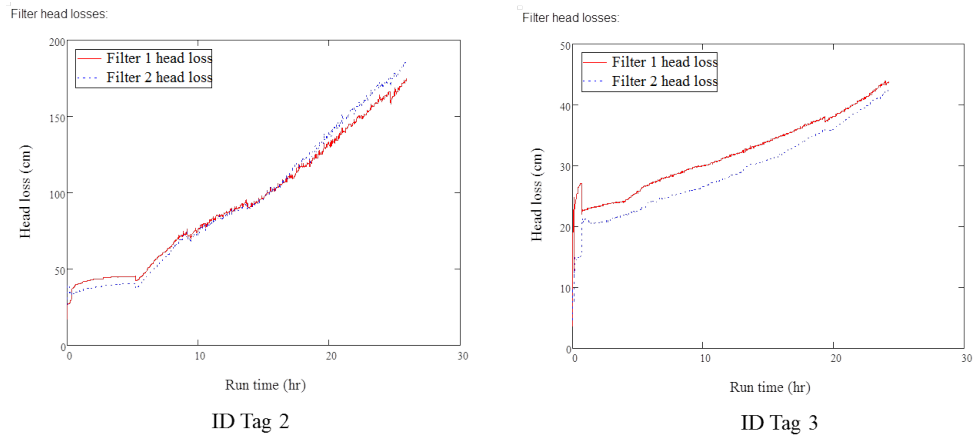 Filter head losses:
200
150
100
50
0
Head loss (cm)
Filter 1 head loss
Filter 2 head loss
0
10
20
30
Run time (hr)
ID Tag 2
Filter head losses:
50
40
30
20
10
0
Head loss (cm)
Filter 1 head loss
Filter 2 head loss
0
10
20
30
Run time (hr)
ID Tag 3